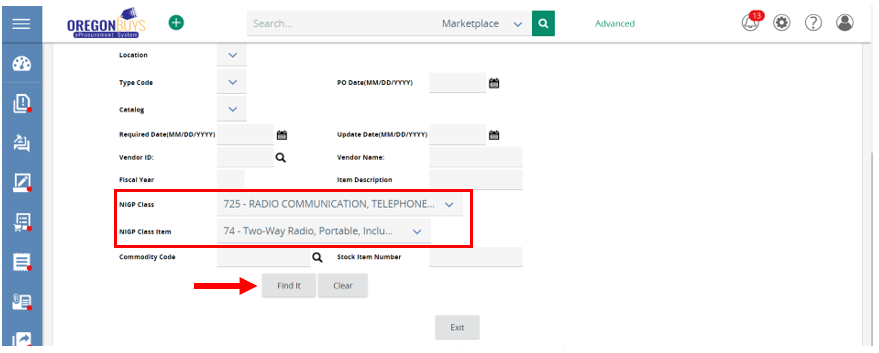 OREGONBUYS
eProcurement System
Search...
Marketplace
Advanced
13
Location
Type Code
PO Date(MM/DD/YYYY)
Catalog
Required Date(MM/DD/YYYY)
Update Date(MM/DD/YYYY)
Vendor ID:
Vendor Name:
Fiscal Year
Item Description
NIGP Class
725 - RADIO COMMUNICATION, TELEPHONE...
NIGP Class Item
74 - Two-Way Radio, Portable, Inclu...
Commodity Code
Stock Item Number
Find It
Clear
Exit